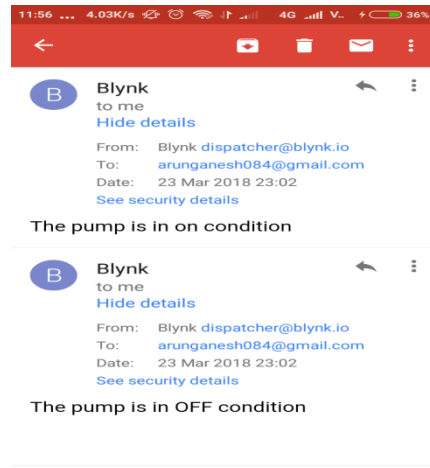 11:56 ... 4.03K/s 4G V.. 36%
B Blynk
to me
Hide details
From: Blynk dispatcher@blynk.io
To: arunganesh084@gmail.com
Date: 23 Mar 2018 23:02
See security details
The pump is in on condition
B Blynk
to me
Hide details
From: Blynk dispatcher@blynk.io
To: arunganesh084@gmail.com
Date: 23 Mar 2018 23:02
See security details
The pump is in OFF condition